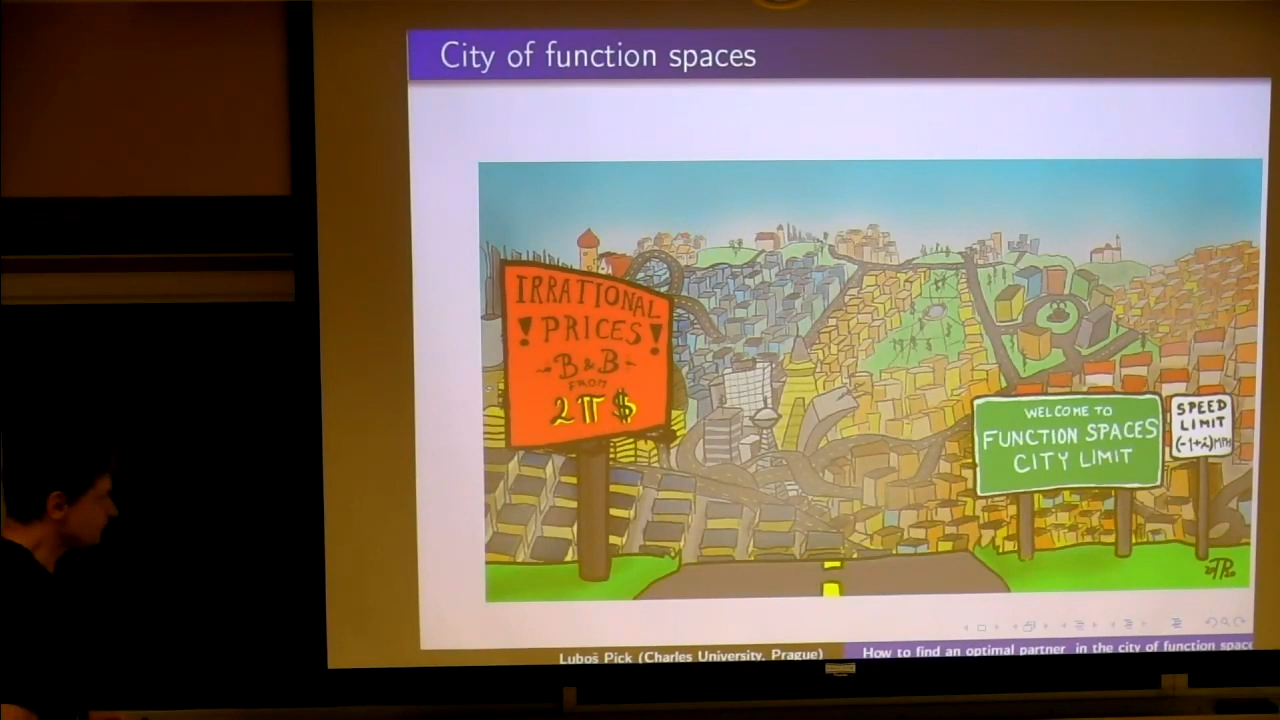 City of function spaces
IRRATIONAL
! PRICES !
B & B
FROM
2π $
WELCOME TO
FUNCTION SPACES
CITY LIMIT
SPEED
LIMIT
(-1+i)MPH
Luboš Pick (Charles University, Prague)
How to find an optimal partner in the city of function space